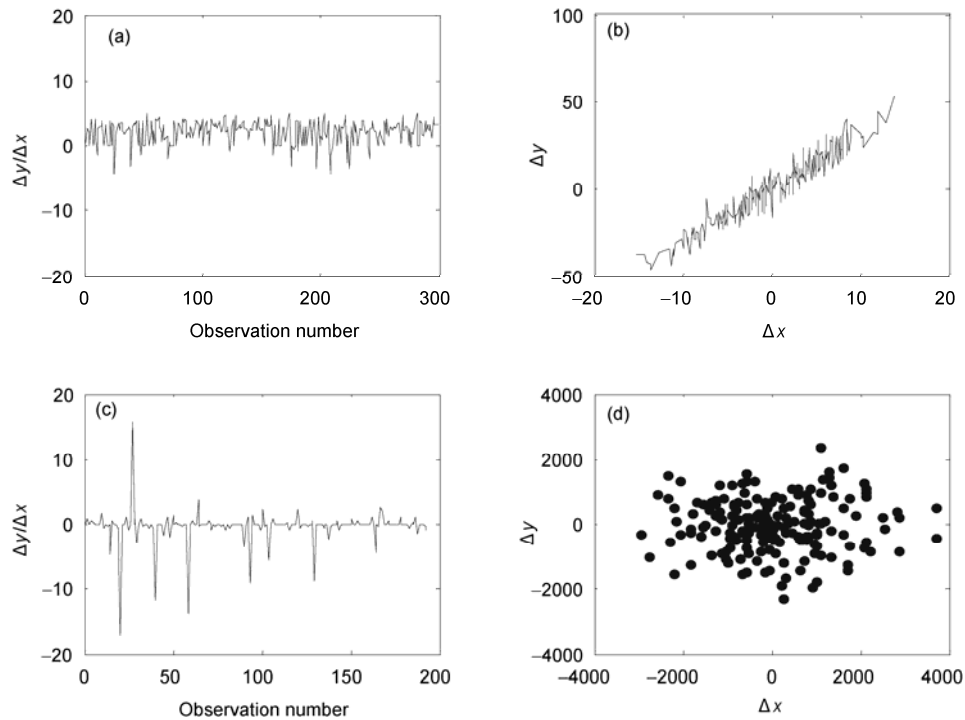 (a)
Δy/Δx
20
10
0
−10
−20
0 100 200 300
Observation number
(b)
Δy
100
50
0
−50
−20 −10 0 10 20
Δx
(c)
Δy/Δx
20
10
0
−10
−20
0 50 100 150 200
Observation number
(d)
Δy
4000
2000
0
−2000
−4000
−4000 −2000 0 2000 4000
Δx